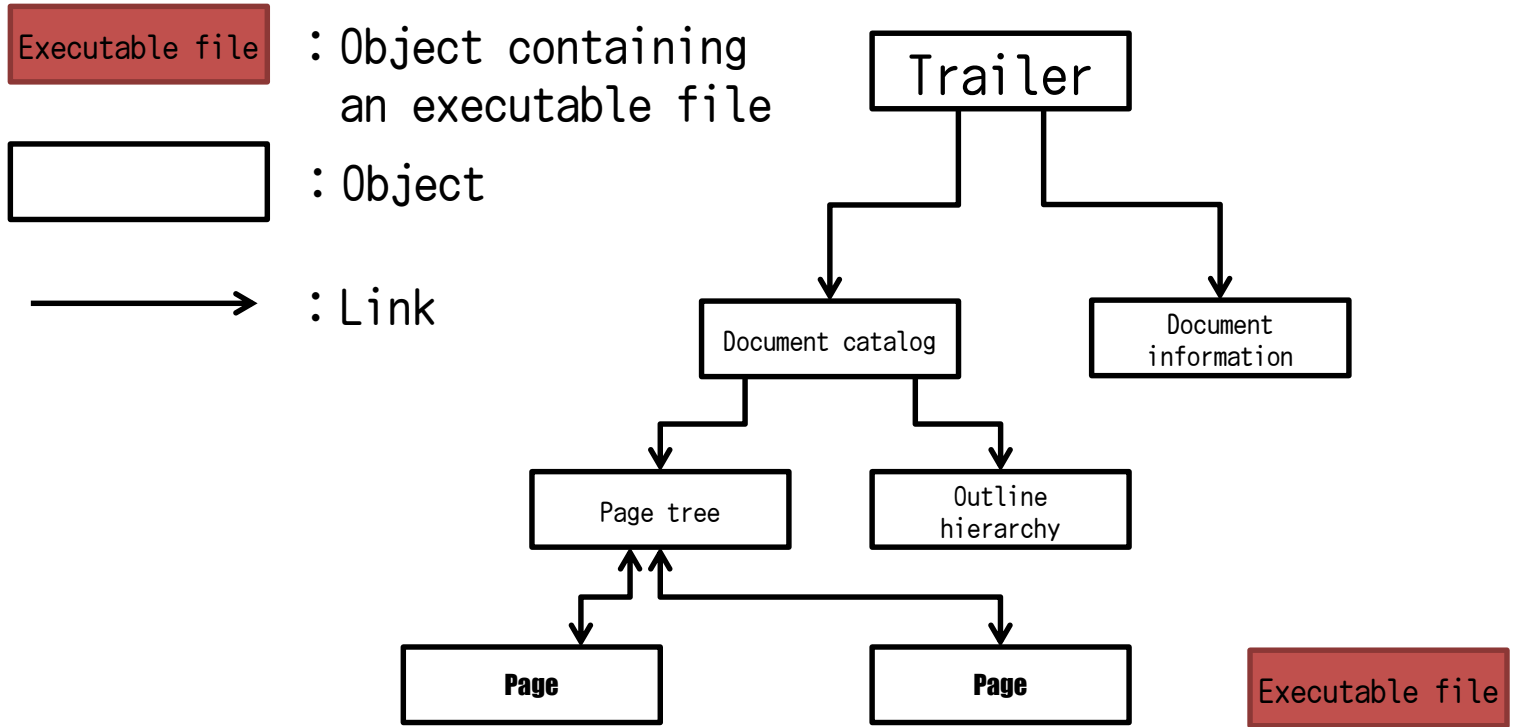 Executable file
: Object containing
an executable file
: Object
: Link
Trailer
Document catalog
Document
information
Page tree
Outline
hierarchy
Page
Page
Executable file